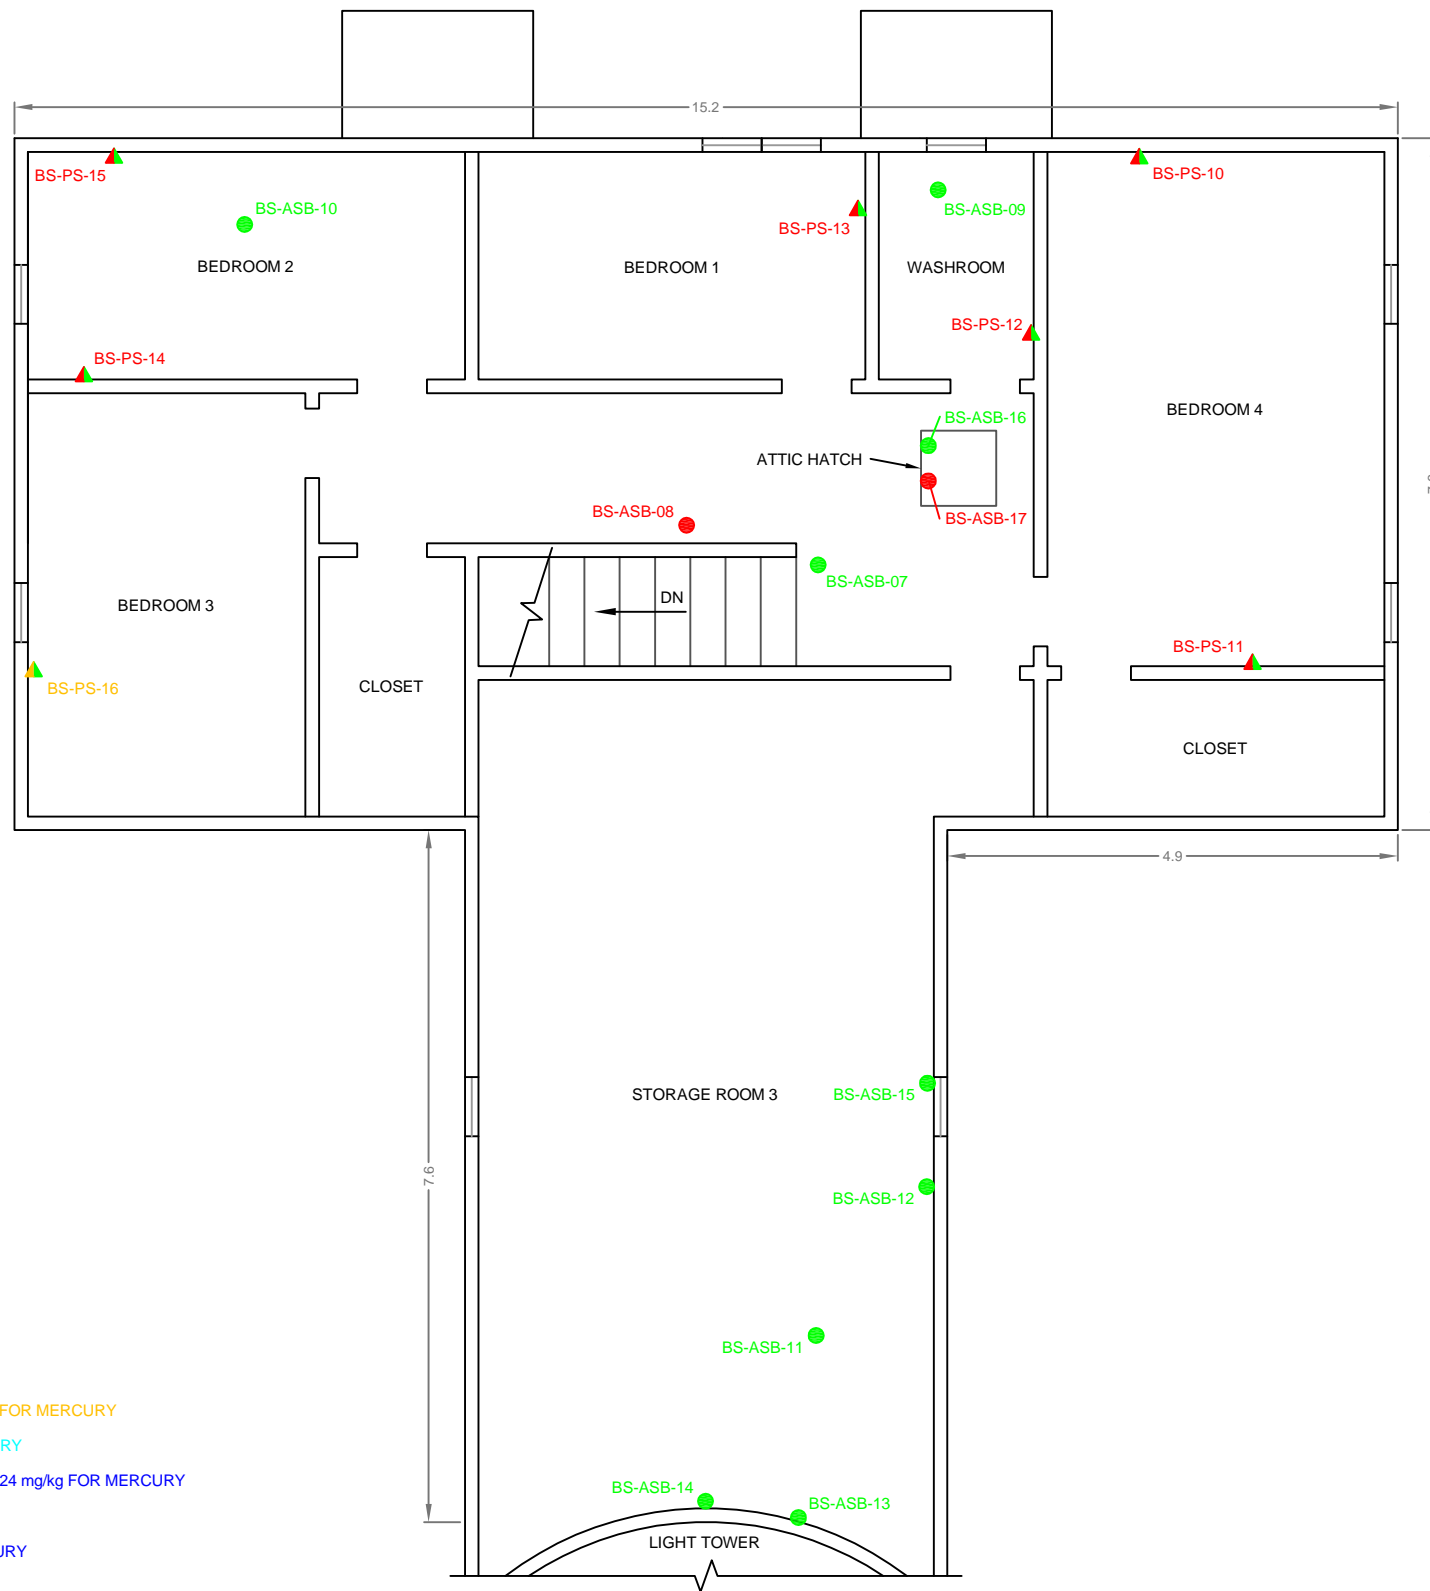 15.2
BS-PS-15
BS-PS-10
BS-ASB-10
BS-ASB-09
BS-PS-13
BEDROOM 2
BEDROOM 1
WASHROOM
BS-PS-12
BS-PS-14
BEDROOM 4
BS-ASB-16
ATTIC HATCH
BS-ASB-08
BS-ASB-17
BS-ASB-07
DN
BEDROOM 3
BS-PS-11
BS-PS-16
CLOSET
CLOSET
4.9
STORAGE ROOM 3
BS-ASB-15
7.6
BS-ASB-12
BS-ASB-11
FOR MERCURY
RY
24 mg/kg FOR MERCURY
BS-ASB-14
BS-ASB-13
LIGHT TOWER
URY